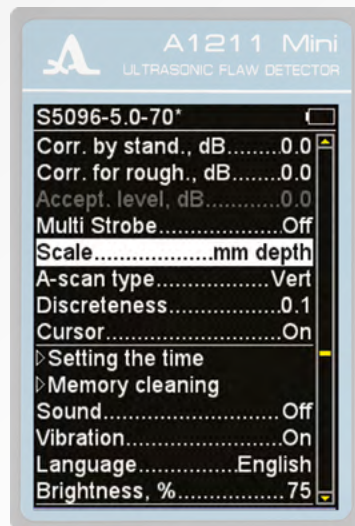 A1211 Mini
ULTRASONIC FLAW DETECTOR
S5096-5.0-70*
Corr. by stand., dB........0.0
Corr. for rough., dB.......0.0
Accept. level, dB...........0.0
Multi Strobe....................Off
Scale...................mm depth
A-scan type.................Vert
Discreteness..................0.1
Cursor............................On
▷Setting the time
▷Memory cleaning
Sound............................Off
Vibration........................On
Language..............English
Brightness, %.................75